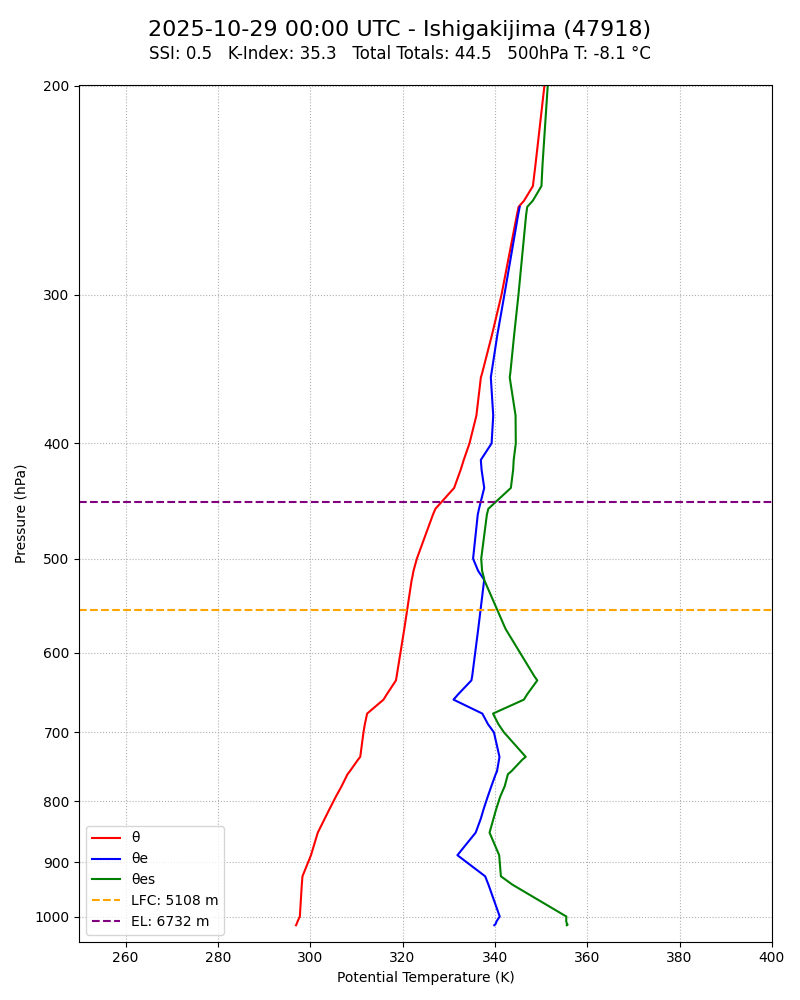 2025-10-29 00:00 UTC - Ishigakijima (47918)
SSI: 0.5   K-Index: 35.3   Total Totals: 44.5   500hPa T: -8.1 °C
200
300
400
500
600
700
800
900
1000
Pressure (hPa)
θ
θe
θes
LFC: 5108 m
EL: 6732 m
260 280 300 320 340 360 380 400
Potential Temperature (K)